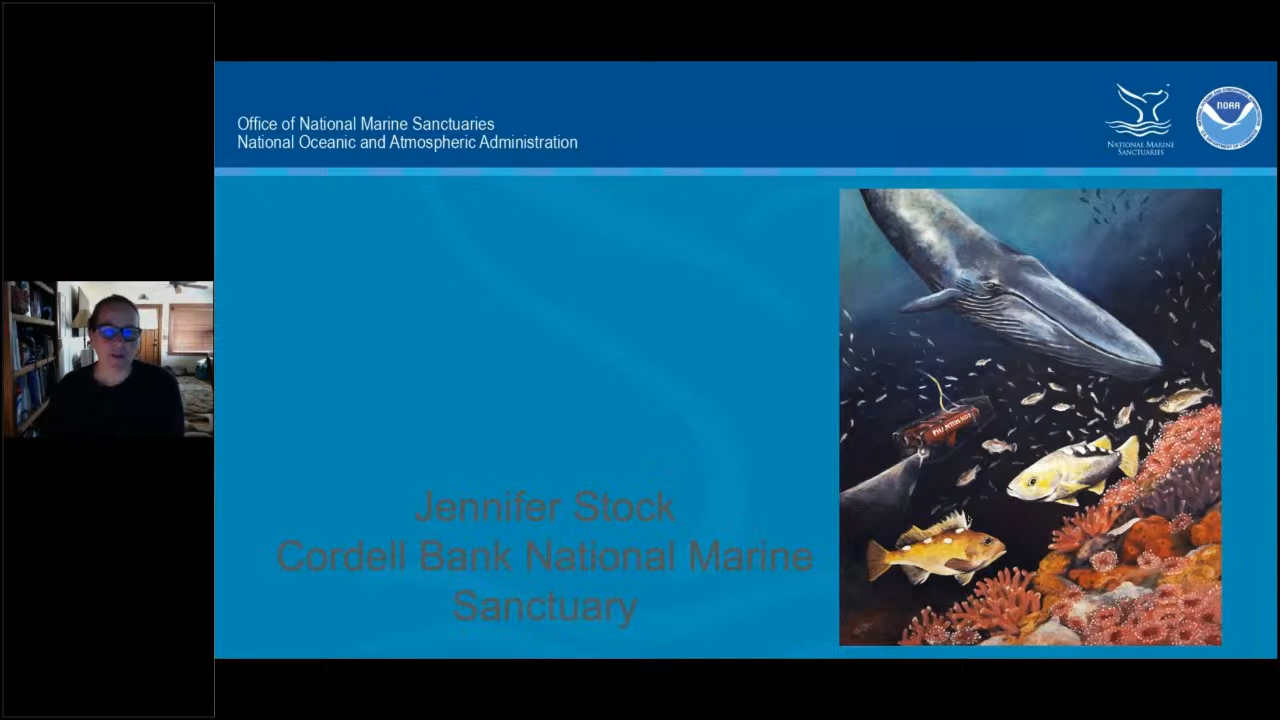 Office of National Marine Sanctuaries
National Oceanic and Atmospheric Administration
NATIONAL MARINE
SANCTUARIES
NOAA
Jennifer Stock
Cordell Bank National Marine
Sanctuary